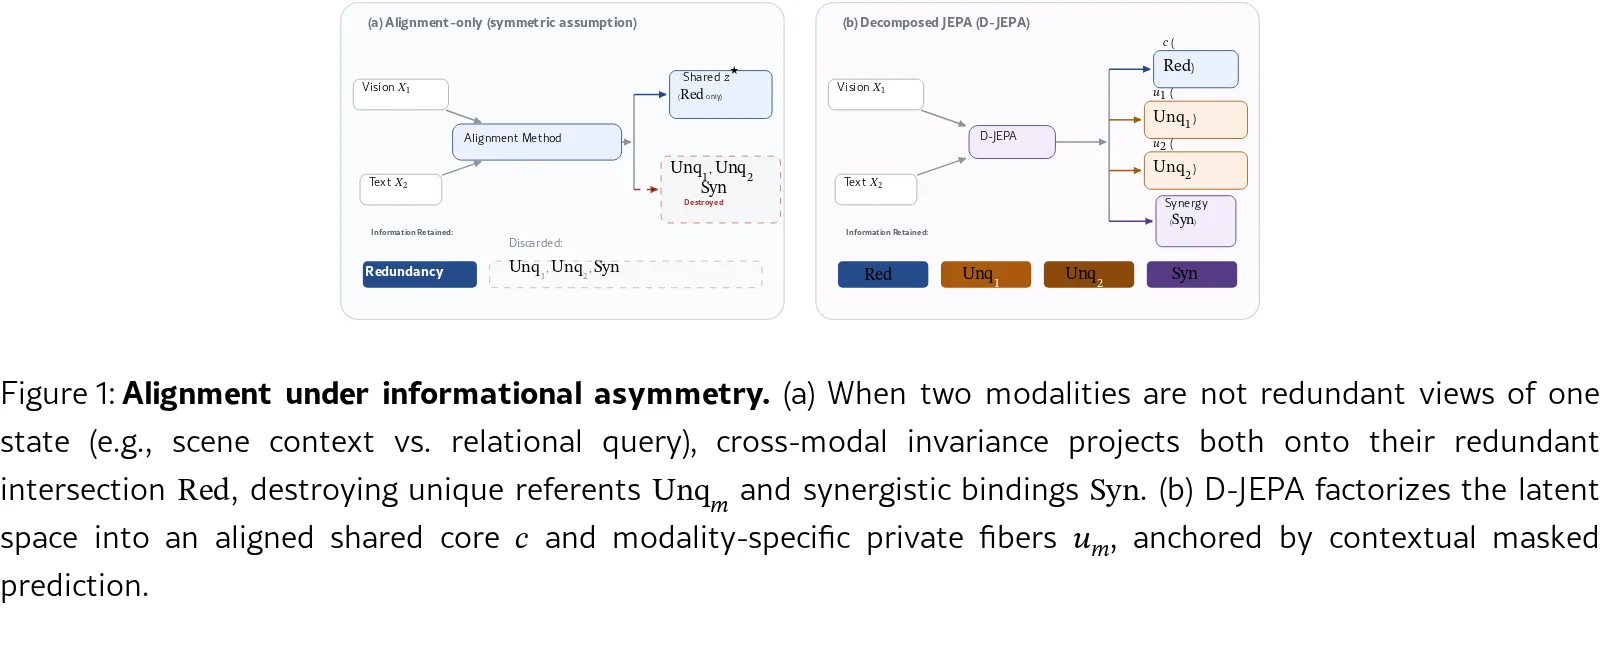 (a) Alignment-only (symmetric assumption)
Vision X₁
Text X₂
Alignment Method
Shared z★
(Red only)
Unq₁, Unq₂
Syn
Destroyed
Information Retained:
Redundancy
Discarded:
Unq₁, Unq₂, Syn
(b) Decomposed JEPA (D-JEPA)
Vision X₁
Text X₂
D-JEPA
c (
Red)
u₁ (
Unq₁)
u₂ (
Unq₂)
Synergy
(Syn)
Information Retained:
Red
Unq₁
Unq₂
Syn
Figure 1: Alignment under informational asymmetry. (a) When two modalities are not redundant views of one
state (e.g., scene context vs. relational query), cross-modal invariance projects both onto their redundant
intersection Red, destroying unique referents Unqₘ and synergistic bindings Syn. (b) D-JEPA factorizes the latent
space into an aligned shared core c and modality-specific private fibers uₘ, anchored by contextual masked
prediction.